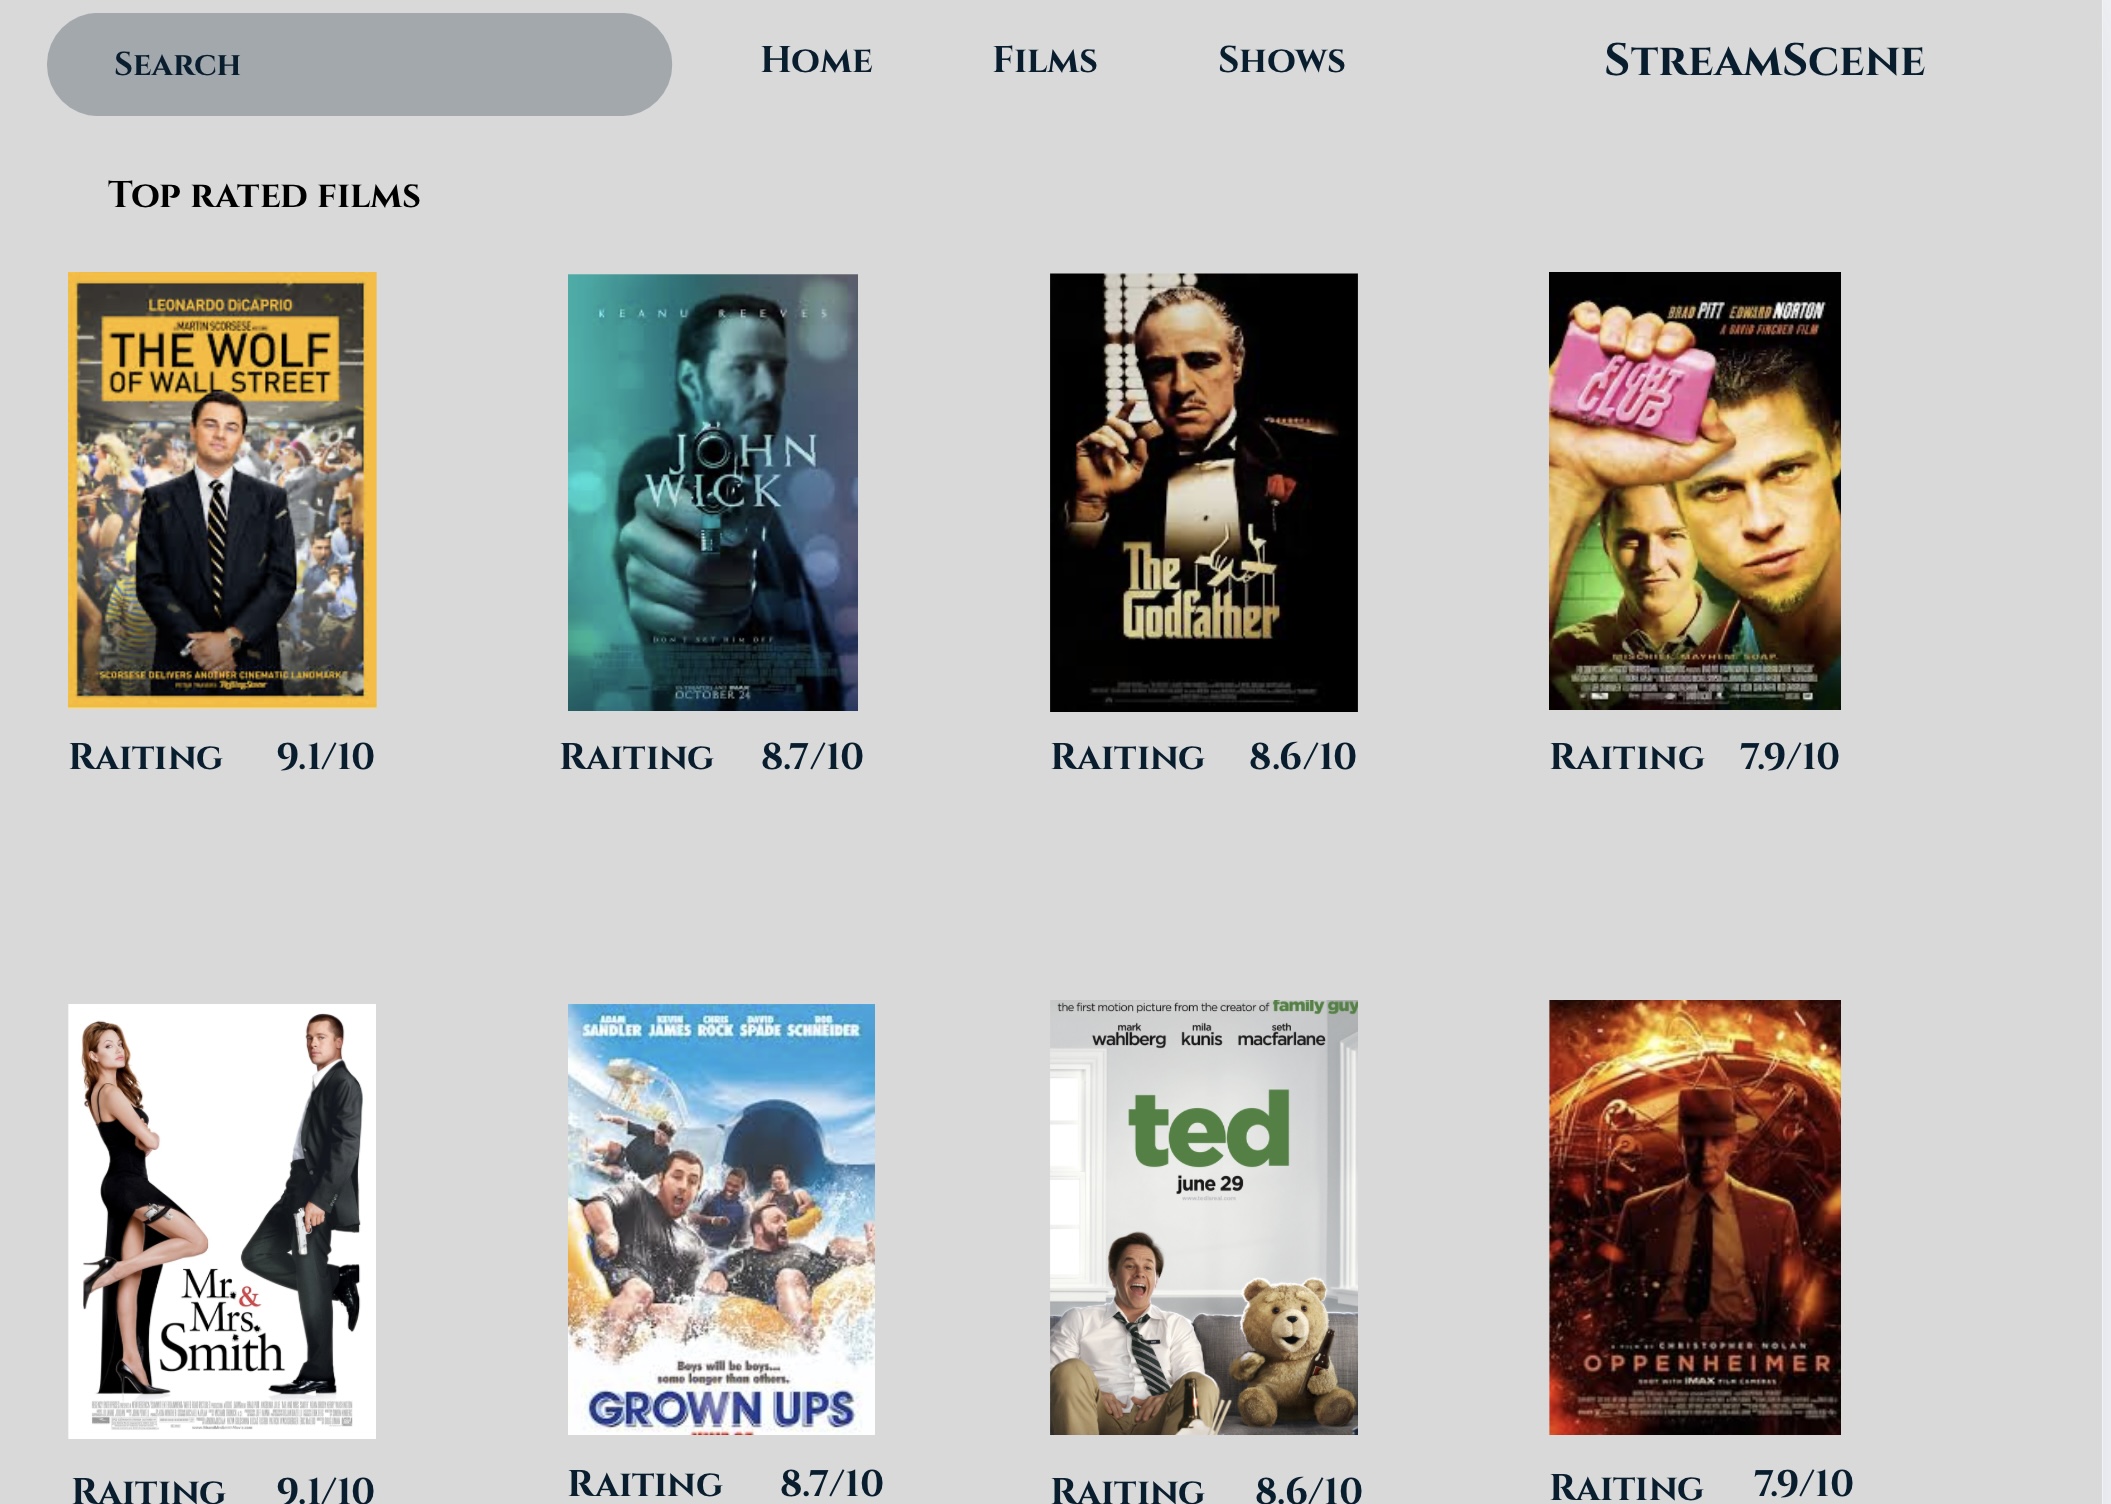 Search
Home
Films
Shows
StreamScene
Top rated films
LEONARDO DiCAPRIO
MARTIN SCORSESE
THE WOLF
OF WALL STREET
"SCORSESE DELIVERS ANOTHER CINEMATIC LANDMARK"
RollingStone
KEANU REEVES
JOHN
WICK
DON'T SET HIM OFF
OCTOBER 24
The
Godfather
BRAD PITT EDWARD NORTON
A DAVID FINCHER FILM
FIGHT
CLUB
MISCHIEF. MAYHEM. SOAP.
Raiting 9.1/10
Raiting 8.7/10
Raiting 8.6/10
Raiting 7.9/10
Mr. &
Mrs.
Smith
ADAM SANDLER KEVIN JAMES CHRIS ROCK DAVID SPADE ROB SCHNEIDER
Boys will be boys...
some longer than others.
GROWN UPS
the first motion picture from the creator of family guy
mark wahlberg mila kunis seth macfarlane
ted
june 29
A FILM BY CHRISTOPHER NOLAN
OPPENHEIMER
SHOT WITH IMAX FILM CAMERAS
Raiting 9.1/10
Raiting 8.7/10
Raiting 8.6/10
Raiting 7.9/10